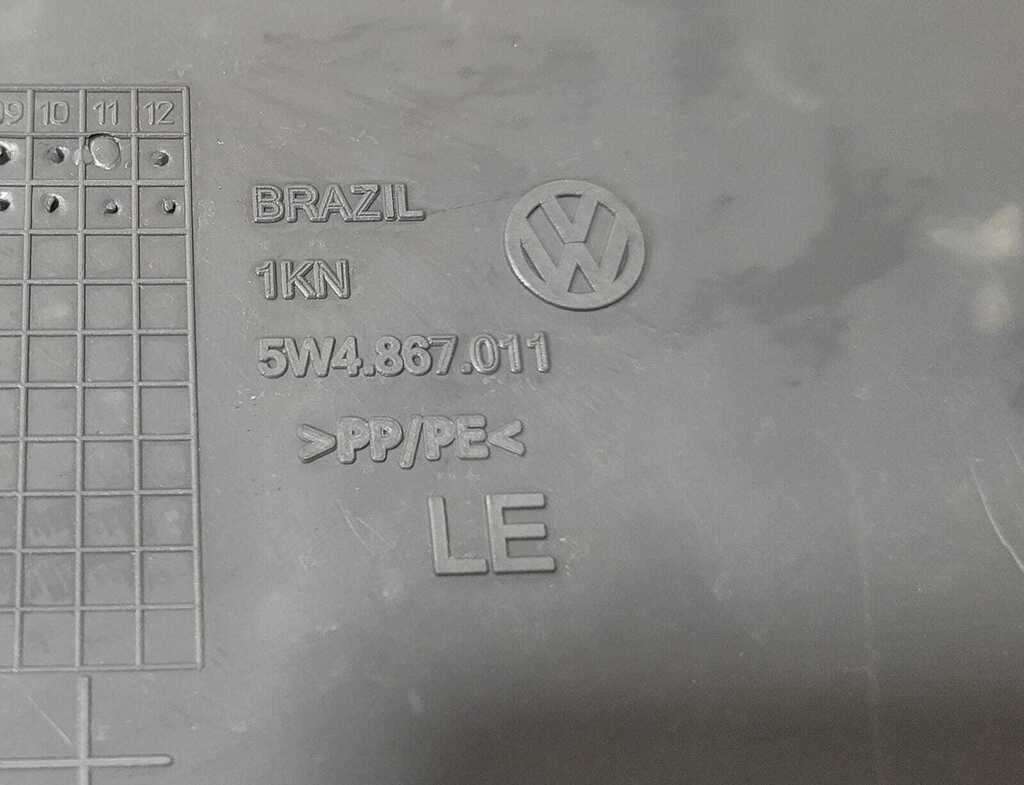 09 10 11 12
BRAZIL
1KN
5W4.867.011
>PP/PE<
LE